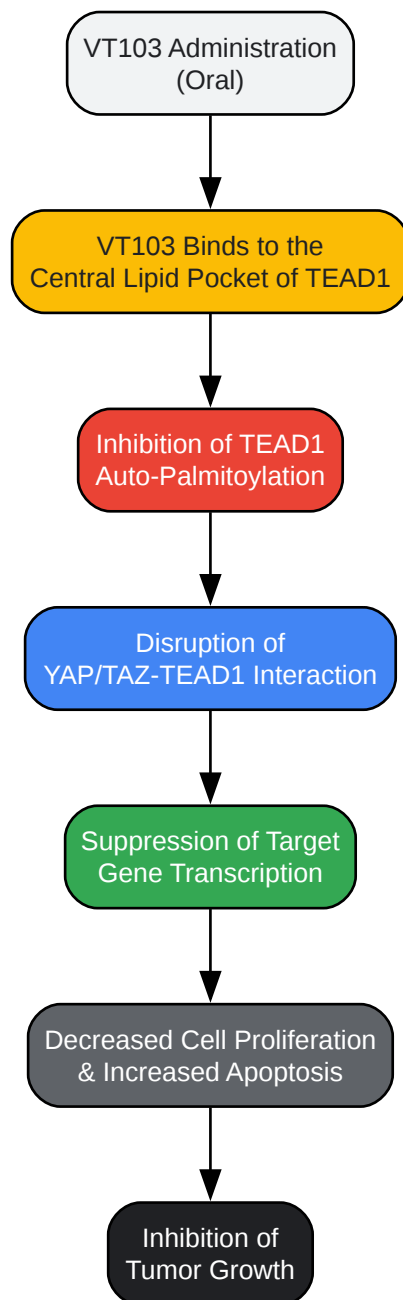 VT103 Administration
(Oral)
VT103 Binds to the
Central Lipid Pocket of TEAD1
Inhibition of TEAD1
Auto-Palmitoylation
Disruption of
YAP/TAZ-TEAD1 Interaction
Suppression of Target
Gene Transcription
Decreased Cell Proliferation
& Increased Apoptosis
Inhibition of
Tumor Growth